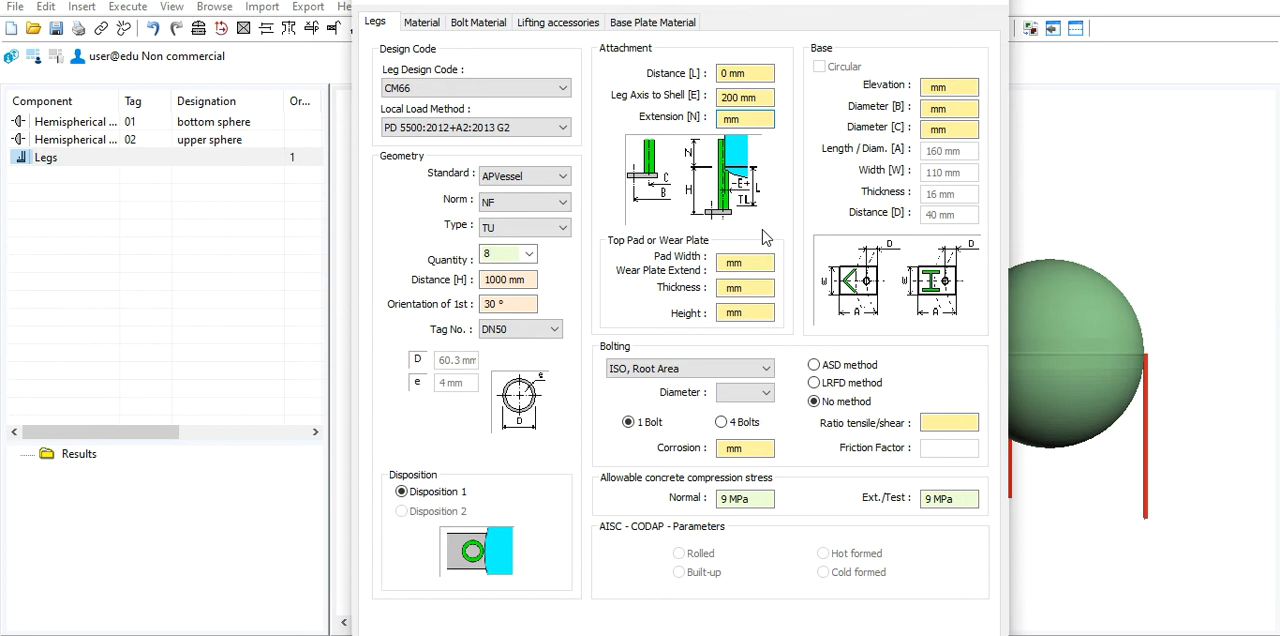 File Edit Insert Execute View Browse Import Export He
user@edu Non commercial
Component Tag Designation Or...
Hemispherical ... 01 bottom sphere
Hemispherical ... 02 upper sphere
Legs 1
Results
Legs Material Bolt Material Lifting accessories Base Plate Material
Design Code
Leg Design Code :
CM66
Local Load Method :
PD 5500:2012+A2:2013 G2
Geometry
Standard : APVessel
Norm : NF
Type : TU
Quantity : 8
Distance [H] : 1000 mm
Orientation of 1st : 30 °
Tag No. : DN50
D 60.3 mm
e 4 mm
e
D
Disposition
Disposition 1
Disposition 2
Attachment
Distance [L] : 0 mm
Leg Axis to Shell [E] : 200 mm
Extension [N] : mm
N
C
B
H
E
L
TL
Top Pad or Wear Plate
Pad Width :
Wear Plate Extend : mm
Thickness : mm
Height : mm
Base
Circular
Elevation : mm
Diameter [B] : mm
Diameter [C] : mm
Length / Diam. [A] : 160 mm
Width [W] : 110 mm
Thickness : 16 mm
Distance [D] : 40 mm
D D
W W
A A
Bolting
ISO, Root Area
Diameter :
1 Bolt 4 Bolts
Corrosion : mm
ASD method
LRFD method
No method
Ratio tensile/shear :
Friction Factor :
Allowable concrete compression stress
Normal : 9 MPa Ext./Test : 9 MPa
AISC - CODAP - Parameters
Rolled Hot formed
Built-up Cold formed